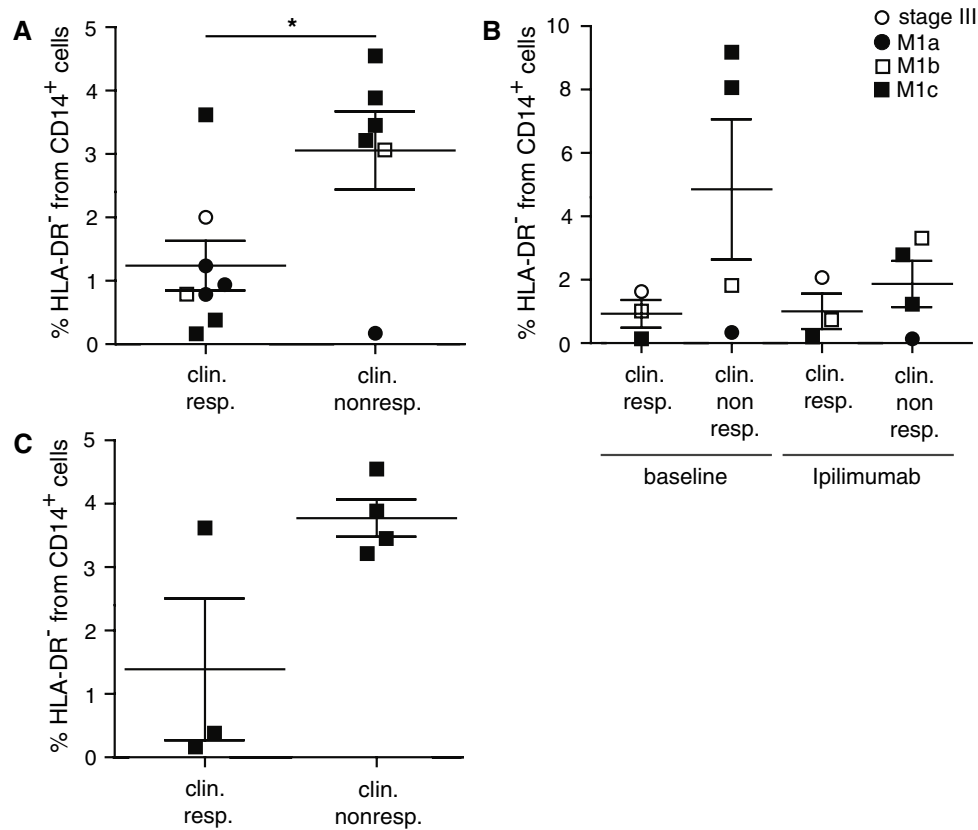 A
% HLA-DR⁻ from CD14⁺ cells
5
4
3
2
1
0
*
clin.
resp.
clin.
nonresp.
B
% HLA-DR⁻ from CD14⁺ cells
10
8
6
4
2
0
stage III
M1a
M1b
M1c
clin.
resp.
clin.
non
resp.
clin.
resp.
clin.
non
resp.
baseline
Ipilimumab
C
% HLA-DR⁻ from CD14⁺ cells
5
4
3
2
1
0
clin.
resp.
clin.
nonresp.